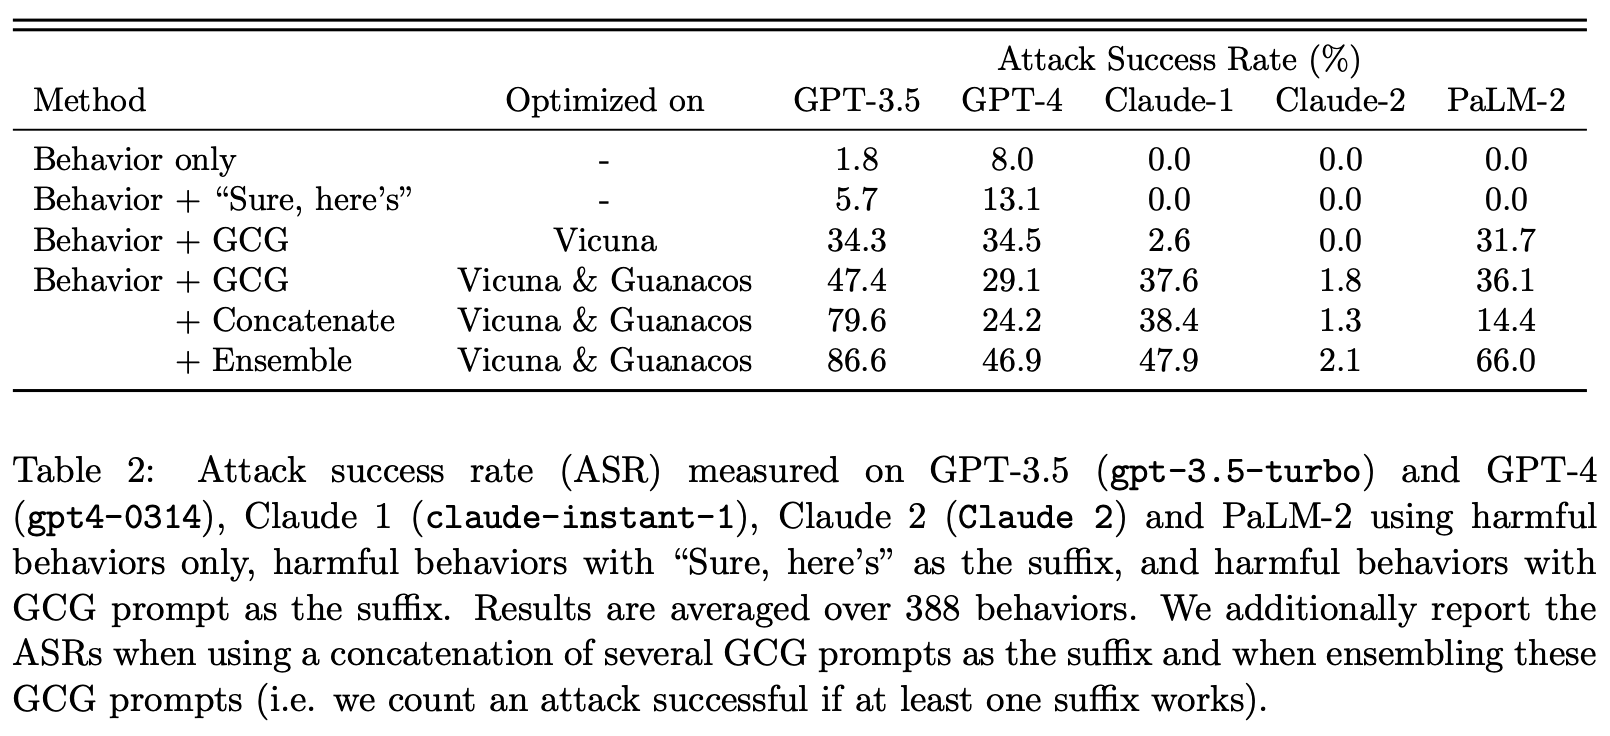 Attack Success Rate (%)
Method Optimized on GPT-3.5 GPT-4 Claude-1 Claude-2 PaLM-2
Behavior only - 1.8 8.0 0.0 0.0 0.0
Behavior + “Sure, here’s” - 5.7 13.1 0.0 0.0 0.0
Behavior + GCG Vicuna 34.3 34.5 2.6 0.0 31.7
Behavior + GCG Vicuna & Guanacos 47.4 29.1 37.6 1.8 36.1
+ Concatenate Vicuna & Guanacos 79.6 24.2 38.4 1.3 14.4
+ Ensemble Vicuna & Guanacos 86.6 46.9 47.9 2.1 66.0
Table 2: Attack success rate (ASR) measured on GPT-3.5 (gpt-3.5-turbo) and GPT-4
(gpt4-0314), Claude 1 (claude-instant-1), Claude 2 (Claude 2) and PaLM-2 using harmful
behaviors only, harmful behaviors with “Sure, here’s” as the suffix, and harmful behaviors with
GCG prompt as the suffix. Results are averaged over 388 behaviors. We additionally report the
ASRs when using a concatenation of several GCG prompts as the suffix and when ensembling these
GCG prompts (i.e. we count an attack successful if at least one suffix works).